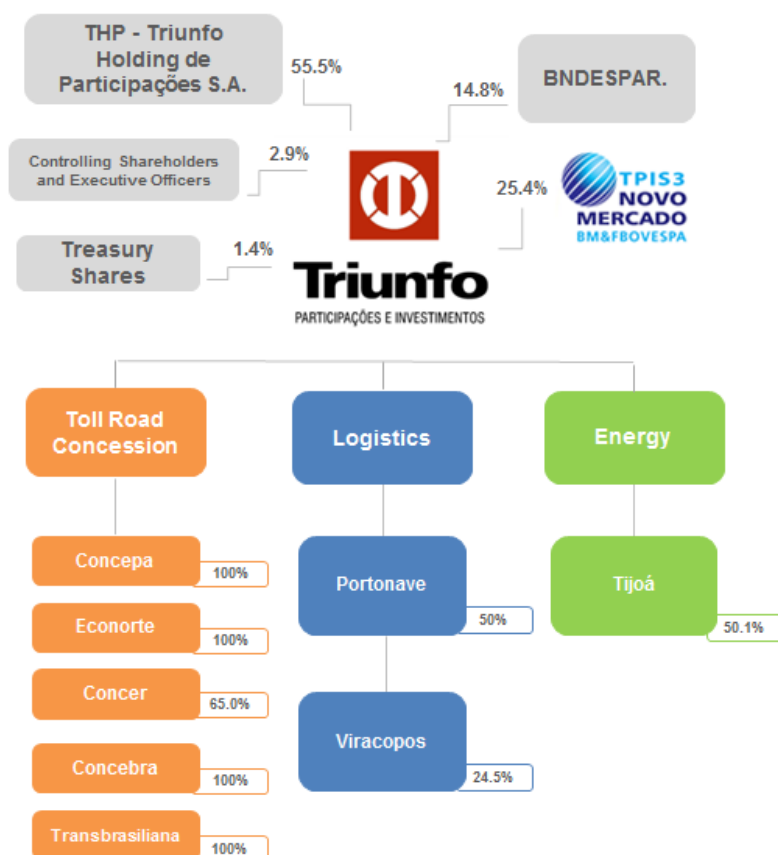 THP - Triunfo
Holding de
Participações S.A.
55.5%
14.8%
BNDESPAR.
Controlling Shareholders
and Executive Officers
2.9%
25.4%
TPIS3
NOVO
MERCADO
BM&FBOVESPA
Treasury
Shares
1.4%
Triunfo
PARTICIPAÇÕES E INVESTIMENTOS
Toll Road
Concession
Logistics
Energy
Concepa
100%
Econorte
100%
Concer
65.0%
Concebra
100%
Transbrasiliana
100%
Portonave
50%
Viracopos
24.5%
Tijoá
50.1%